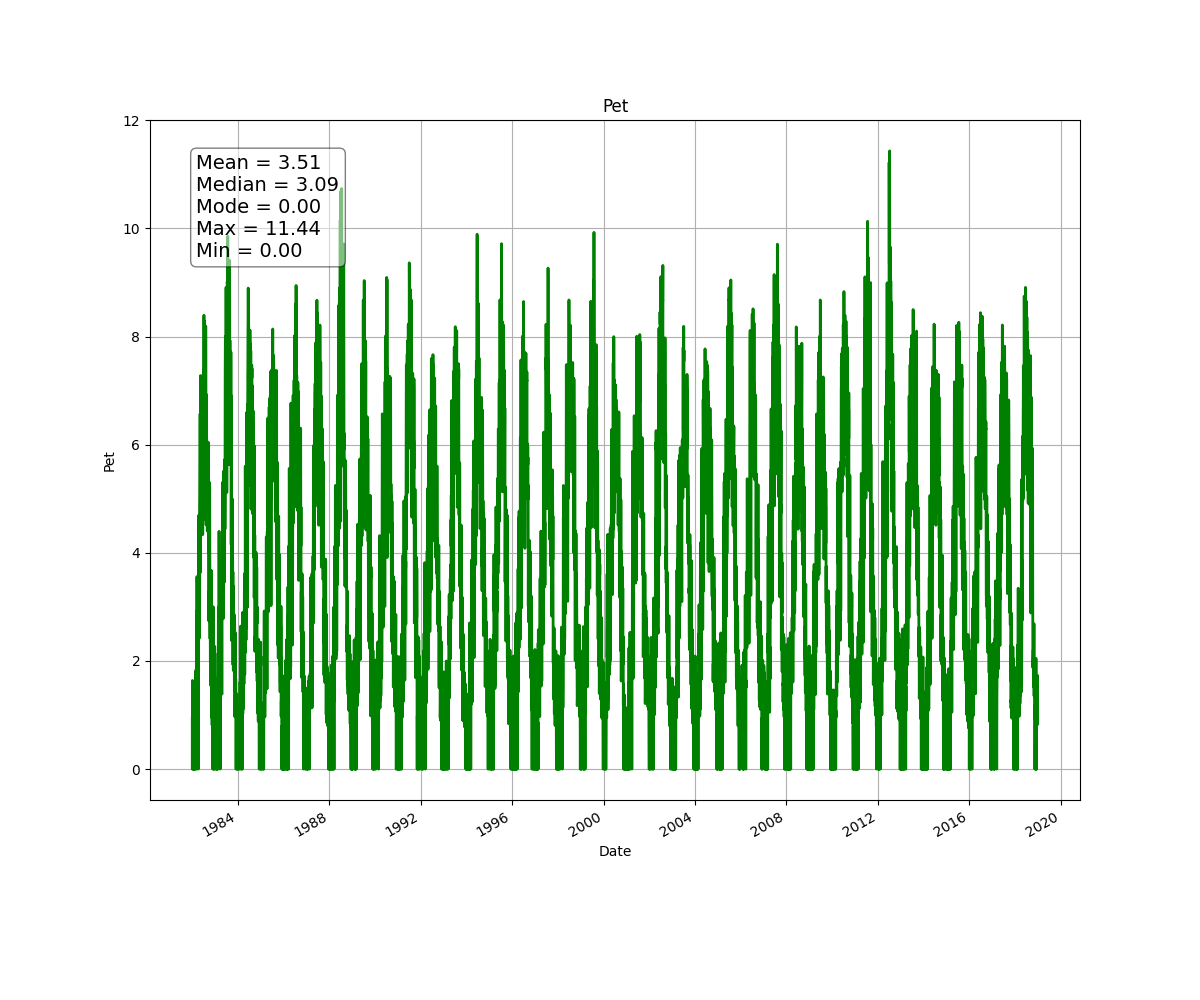 Pet
12
10
8
6
4
2
0
Pet
Mean = 3.51
Median = 3.09
Mode = 0.00
Max = 11.44
Min = 0.00
1984 1988 1992 1996 2000 2004 2008 2012 2016 2020
Date